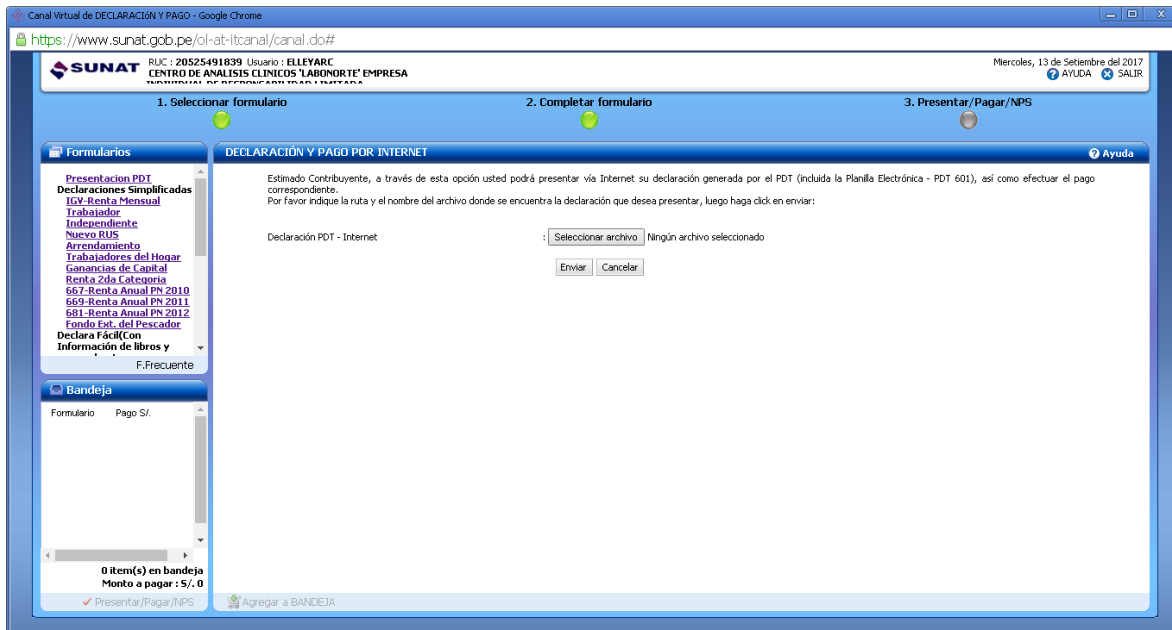 Canal Virtual de DECLARACIóN Y PAGO - Google Chrome
https://www.sunat.gob.pe/ol-at-itcanal/canal.do#
SUNAT
RUC : 20525491839 Usuario : ELLEYARC
CENTRO DE ANALISIS CLINICOS 'LABONORTE' EMPRESA
INDIVIDUAL DE RESPONSABILIDAD LIMITADA
Miercoles, 13 de Setiembre del 2017
AYUDA SALIR
1. Seleccionar formulario
2. Completar formulario
3. Presentar/Pagar/NPS
Formularios
Presentacion PDT
Declaraciones Simplificadas
IGV-Renta Mensual
Trabajador
Independiente
Nuevo RUS
Arrendamiento
Trabajadores del Hogar
Ganancias de Capital
Renta 2da Categoria
667-Renta Anual PN 2010
669-Renta Anual PN 2011
681-Renta Anual PN 2012
Fondo Ext. del Pescador
Declara Fácil(Con
Información de libros y
F.Frecuente
Bandeja
Formulario Pago S/.
0 item(s) en bandeja
Monto a pagar : S/. 0
Presentar/Pagar/NPS
DECLARACIÓN Y PAGO POR INTERNET
Ayuda
Estimado Contribuyente, a través de esta opción usted podrá presentar vía Internet su declaración generada por el PDT (incluida la Planilla Electrónica - PDT 601), así como efectuar el pago
correspondiente.
Por favor indique la ruta y el nombre del archivo donde se encuentra la declaración que desea presentar, luego haga click en enviar:
Declaración PDT - Internet : Seleccionar archivo Ningún archivo seleccionado
Enviar Cancelar
Agregar a BANDEJA